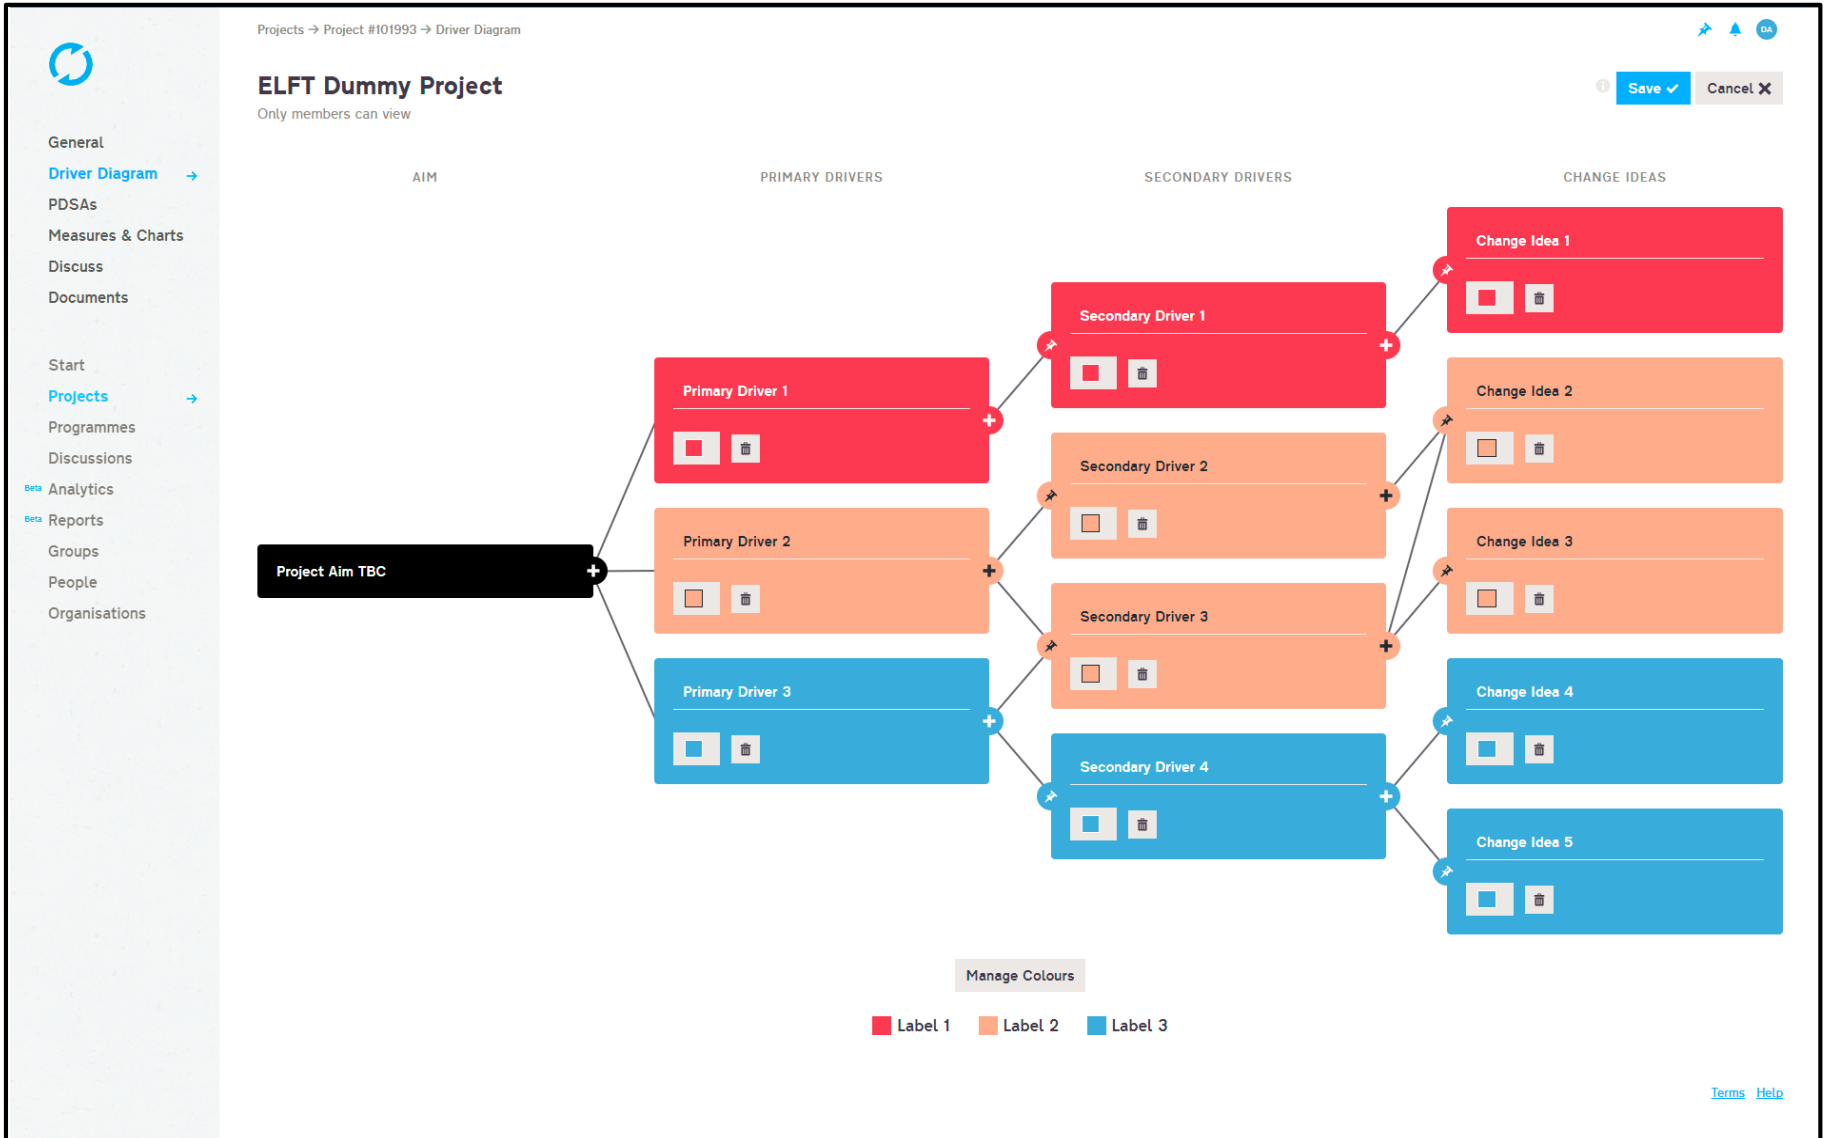 Projects → Project #101993 → Driver Diagram
DA
ELFT Dummy Project
Only members can view
Save
Cancel
General
Driver Diagram
PDSAs
Measures & Charts
Discuss
Documents
Start
Projects
Programmes
Discussions
Beta Analytics
Beta Reports
Groups
People
Organisations
AIM
PRIMARY DRIVERS
SECONDARY DRIVERS
CHANGE IDEAS
Project Aim TBC
Primary Driver 1
Primary Driver 2
Primary Driver 3
Secondary Driver 1
Secondary Driver 2
Secondary Driver 3
Secondary Driver 4
Change Idea 1
Change Idea 2
Change Idea 3
Change Idea 4
Change Idea 5
Manage Colours
Label 1 Label 2 Label 3
Terms Help